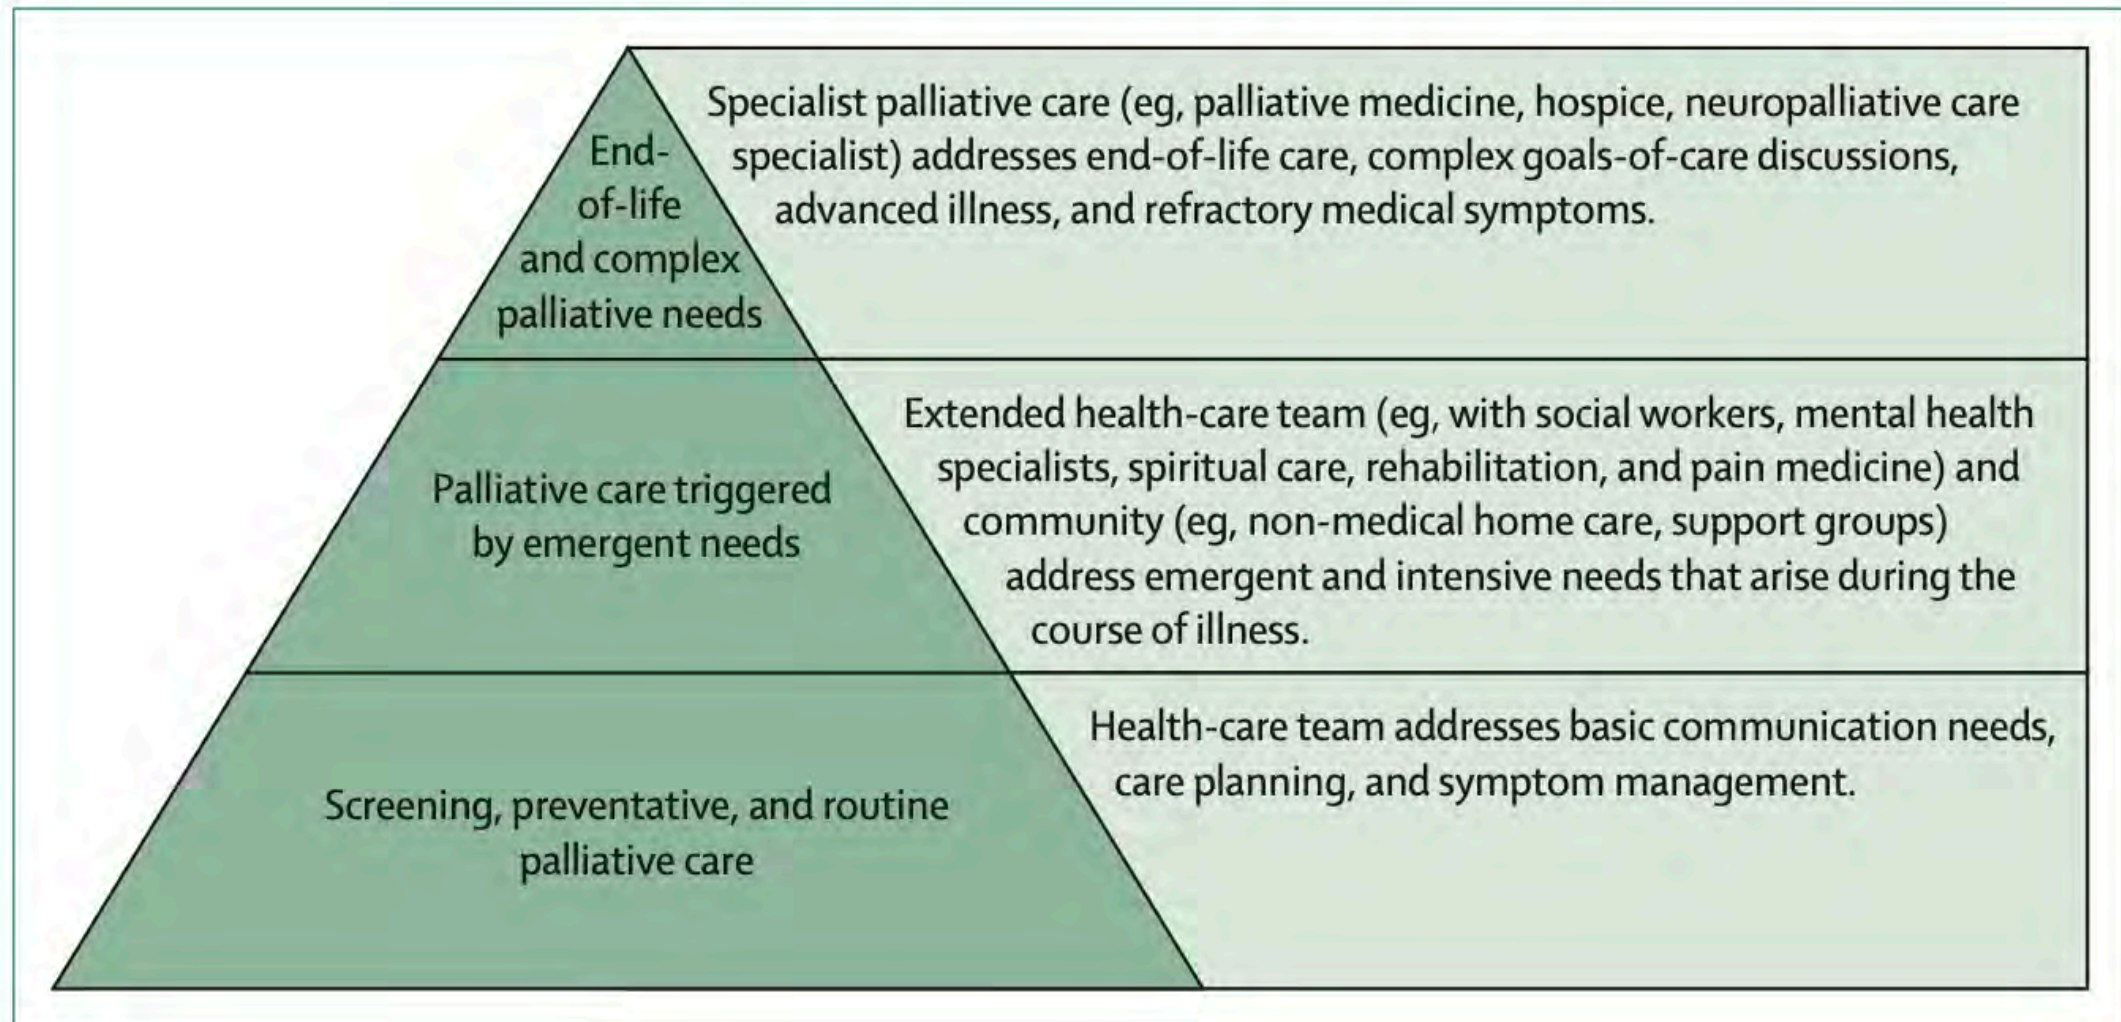 End-
of-life
and complex
palliative needs
Specialist palliative care (eg, palliative medicine, hospice, neuropalliative care
specialist) addresses end-of-life care, complex goals-of-care discussions,
advanced illness, and refractory medical symptoms.
Palliative care triggered
by emergent needs
Extended health-care team (eg, with social workers, mental health
specialists, spiritual care, rehabilitation, and pain medicine) and
community (eg, non-medical home care, support groups)
address emergent and intensive needs that arise during the
course of illness.
Screening, preventative, and routine
palliative care
Health-care team addresses basic communication needs,
care planning, and symptom management.